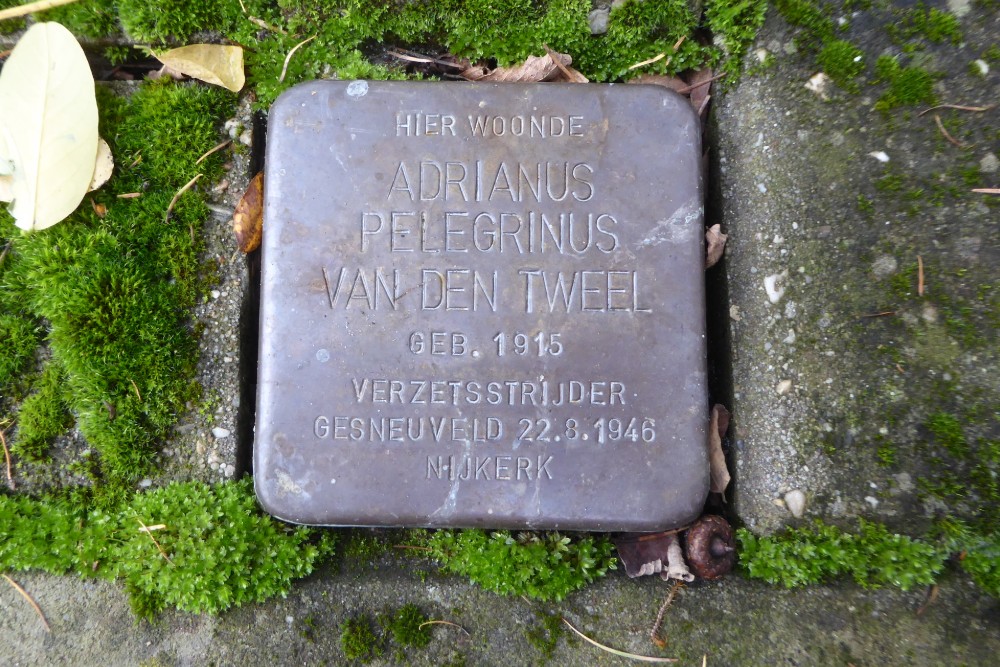 HIER WOONDE
ADRIANUS
PELEGRINUS
VAN DEN TWEEL
GEB. 1915
VERZETSSTRIJDER
GESNEUVELD 22.8.1946
NIJKERK